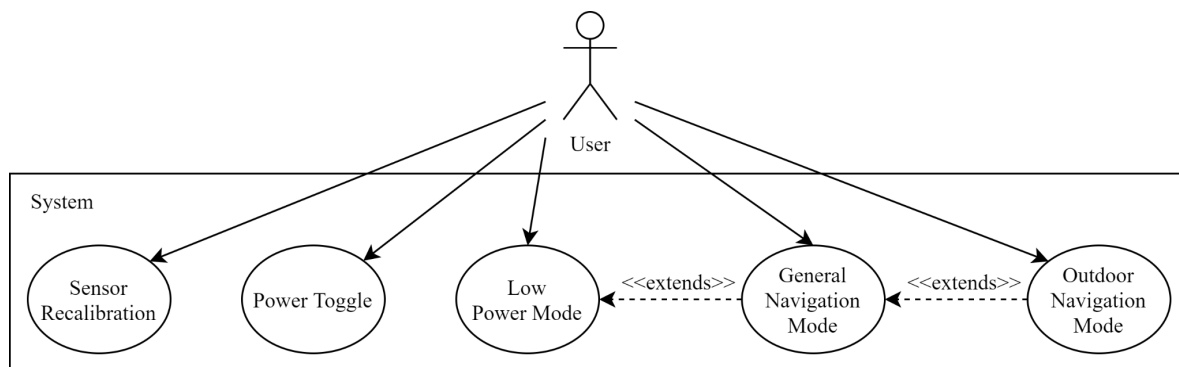 User
System
Sensor
Recalibration
Power Toggle
Low
Power Mode
<<extends>>
General
Navigation
Mode
<<extends>>
Outdoor
Navigation
Mode